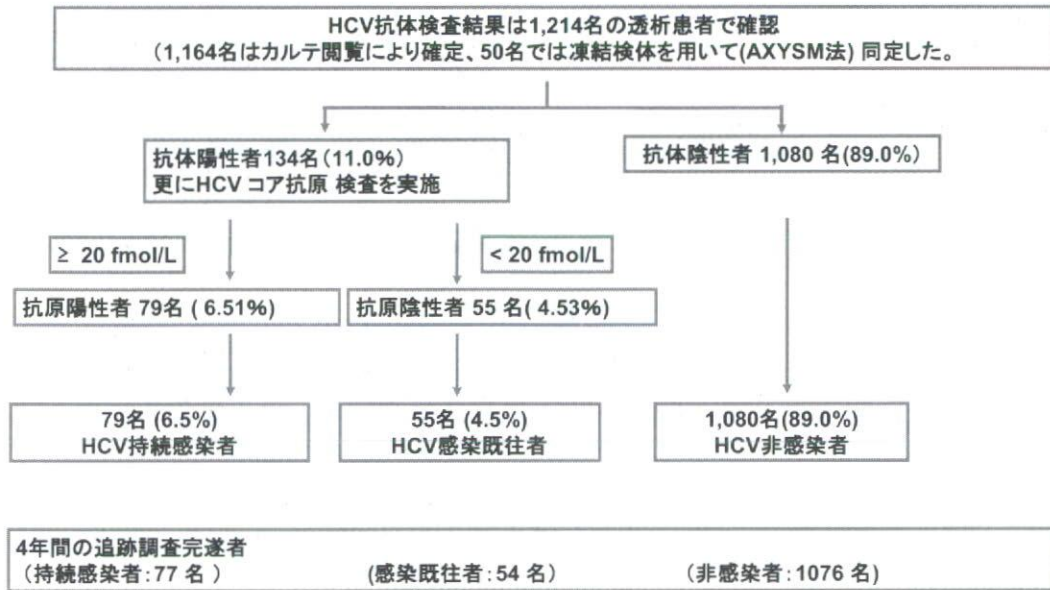 HCV抗体検査結果は1,214名の透析患者で確認
(1,164名はカルテ閲覧により確定、50名では凍結検体を用いて(AXYSM法) 同定した。
抗体陽性者134名(11.0%)
更にHCV コア抗原 検査を実施
抗体陰性者 1,080 名(89.0%)
≥ 20 fmol/L
< 20 fmol/L
抗原陽性者 79名 ( 6.51%)
抗原陰性者 55 名( 4.53%)
79名 (6.5%)
HCV持続感染者
55名 (4.5%)
HCV感染既往者
1,080名(89.0%)
HCV非感染者
4年間の追跡調査完遂者
(持続感染者:77 名 ) (感染既往者:54 名) (非感染者:1076 名)